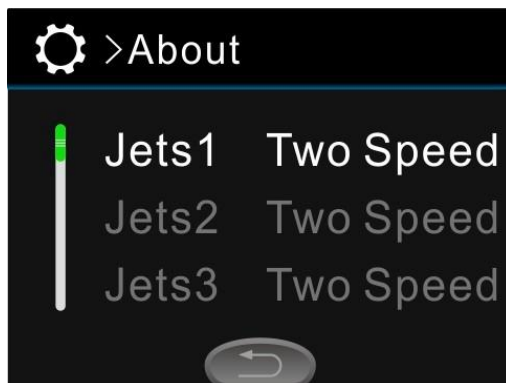 >About
Jets1 Two Speed
Jets2 Two Speed
Jets3 Two Speed